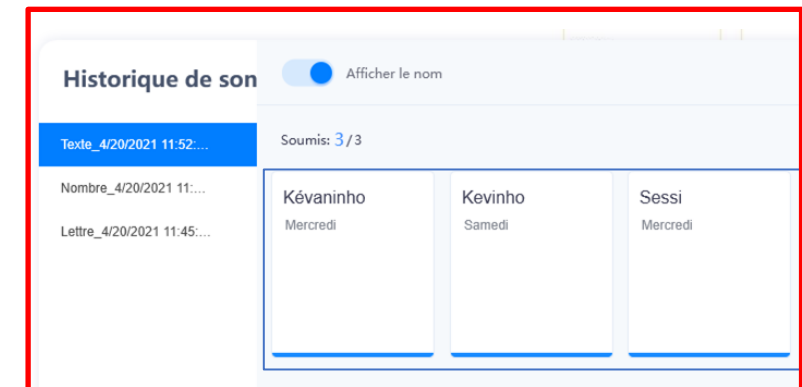 Historique de son
Texte_4/20/2021 11:52:...
Nombre_4/20/2021 11:...
Lettre_4/20/2021 11:45:...
Afficher le nom
Soumis: 3/3
Kévaninho
Mercredi
Kevinho
Samedi
Sessi
Mercredi